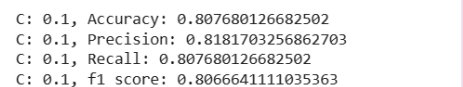 C: 0.1, Accuracy: 0.807680126682502
C: 0.1, Precision: 0.8181703256862703
C: 0.1, Recall: 0.807680126682502
C: 0.1, f1 score: 0.8066641111035363